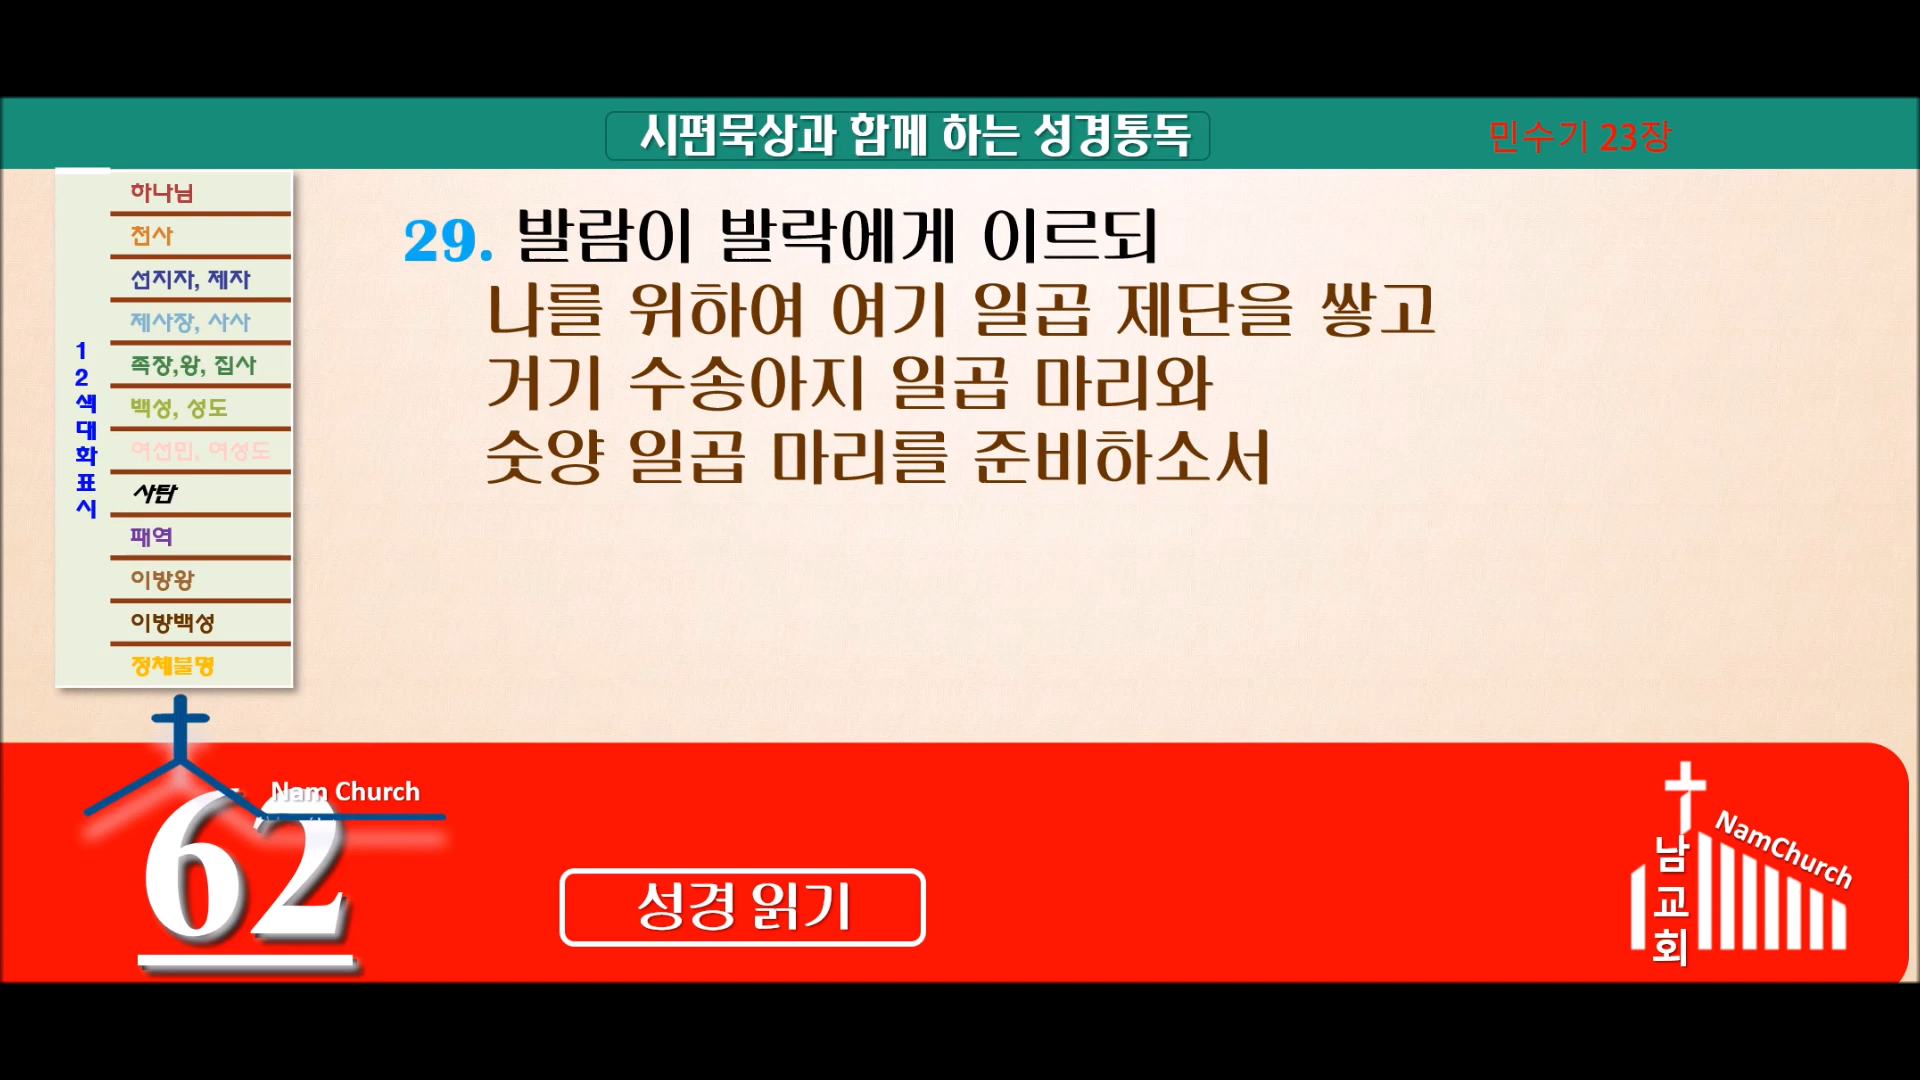 시편묵상과 함께 하는 성경통독
민수기 23장
12색대화표시
하나님
천사
선지자, 제자
제사장, 사사
족장,왕, 집사
백성, 성도
여선민, 여성도
사탄
패역
이방왕
이방백성
정체불명
29. 발람이 발락에게 이르되
나를 위하여 여기 일곱 제단을 쌓고
거기 수송아지 일곱 마리와
숫양 일곱 마리를 준비하소서
Nam Church
62
성경 읽기
남교회
NamChurch